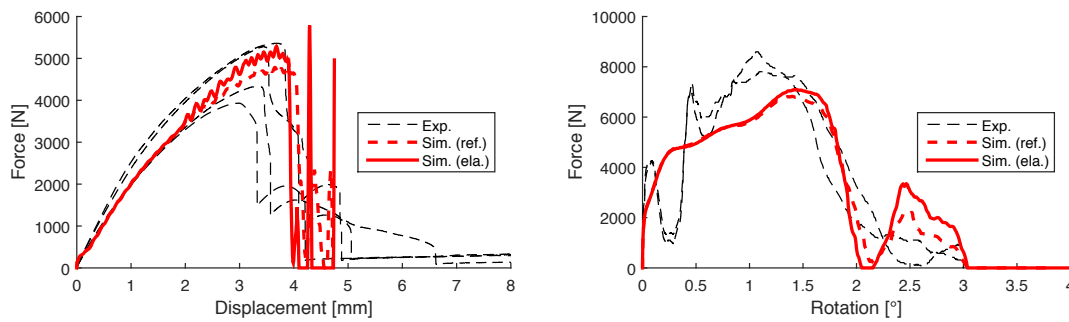 6000
5000
4000
3000
2000
1000
0
Force [N]
0 1 2 3 4 5 6 7 8
Displacement [mm]
Exp.
Sim. (ref.)
Sim. (ela.)
10000
8000
6000
4000
2000
0
Force [N]
0 0.5 1 1.5 2 2.5 3 3.5 4
Rotation [°]
Exp.
Sim. (ref.)
Sim. (ela.)